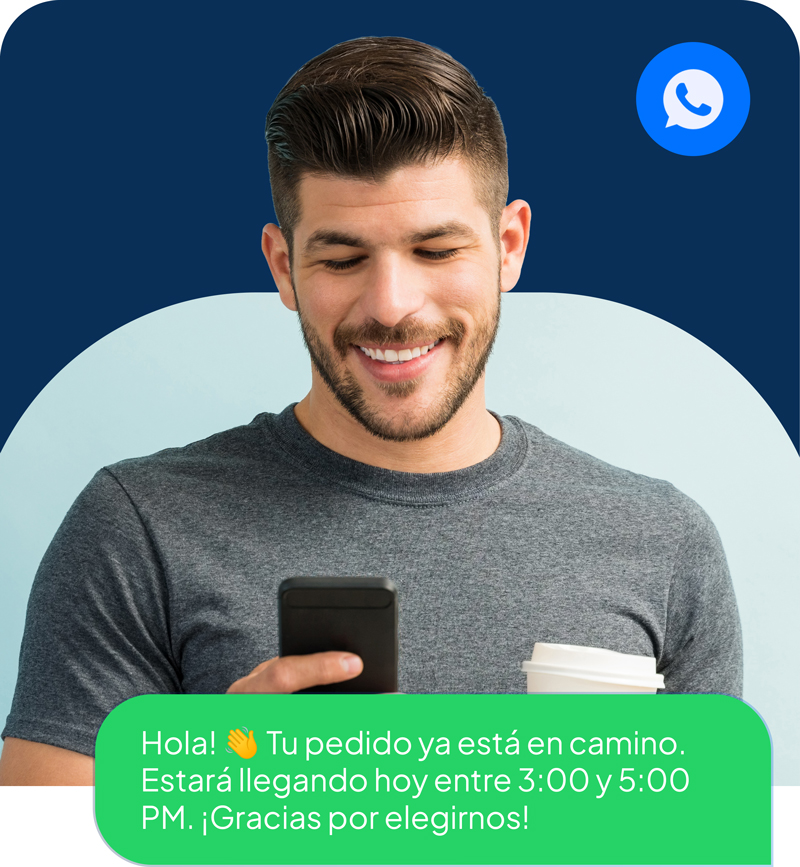 Hola! 👋 Tu pedido ya está en camino.
Estará llegando hoy entre 3:00 y 5:00
PM. ¡Gracias por elegirnos!